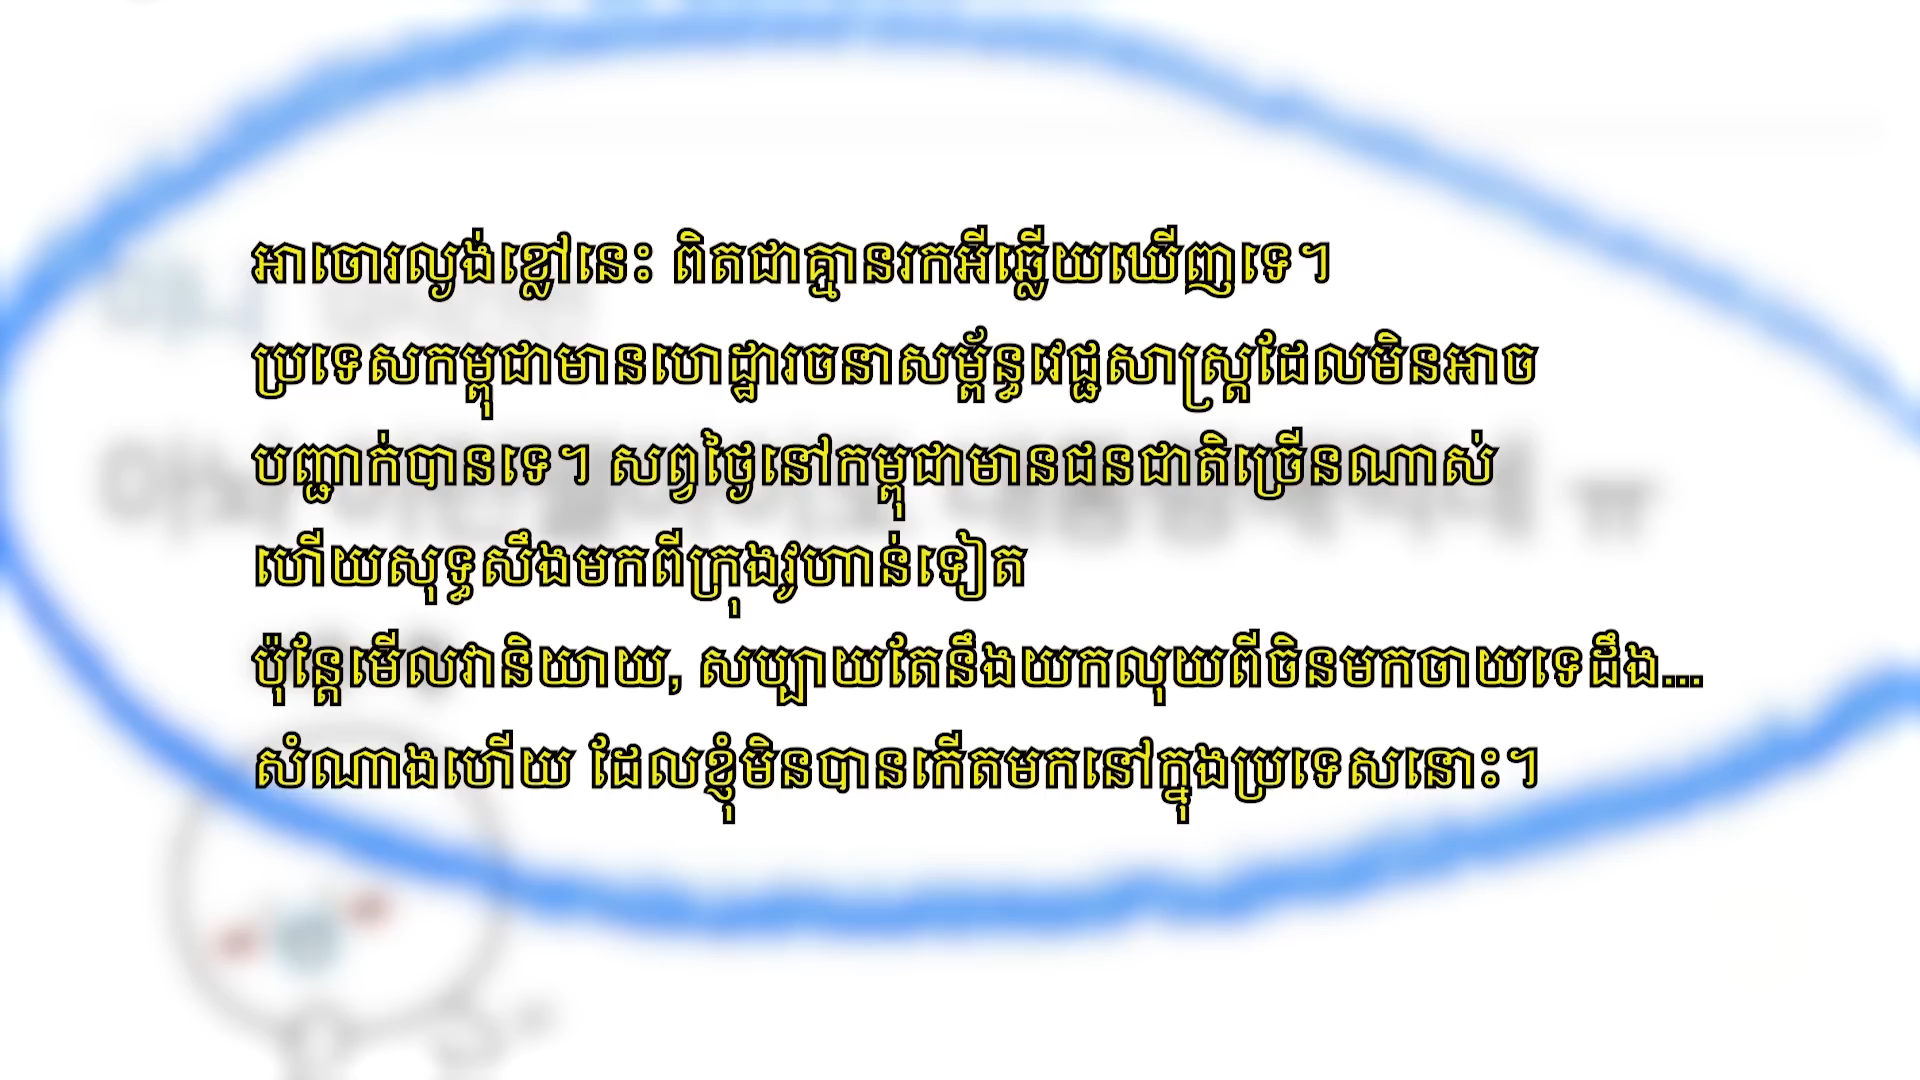 អាចោរល្ងង់ខ្លៅនេះ ពិតជាគ្មានរកអីឆ្លើយឃើញទេ។
ប្រទេសកម្ពុជាមានហេដ្ឋារចនាសម្ព័ន្ធវេជ្ជសាស្ត្រដែលមិនអាច
បញ្ជាក់បានទេ។ សព្វថ្ងៃនៅកម្ពុជាមានជនជាតិច្រើនណាស់
ហើយសុទ្ធសឹងមកពីក្រុងវូហាន់ទៀត
ប៉ុន្តែមើលវានិយាយ, សប្បាយតែនឹងយកលុយពីចិនមកចាយទេដឹង...
សំណាងហើយ ដែលខ្ញុំមិនបានកើតមកនៅក្នុងប្រទេសនោះ។